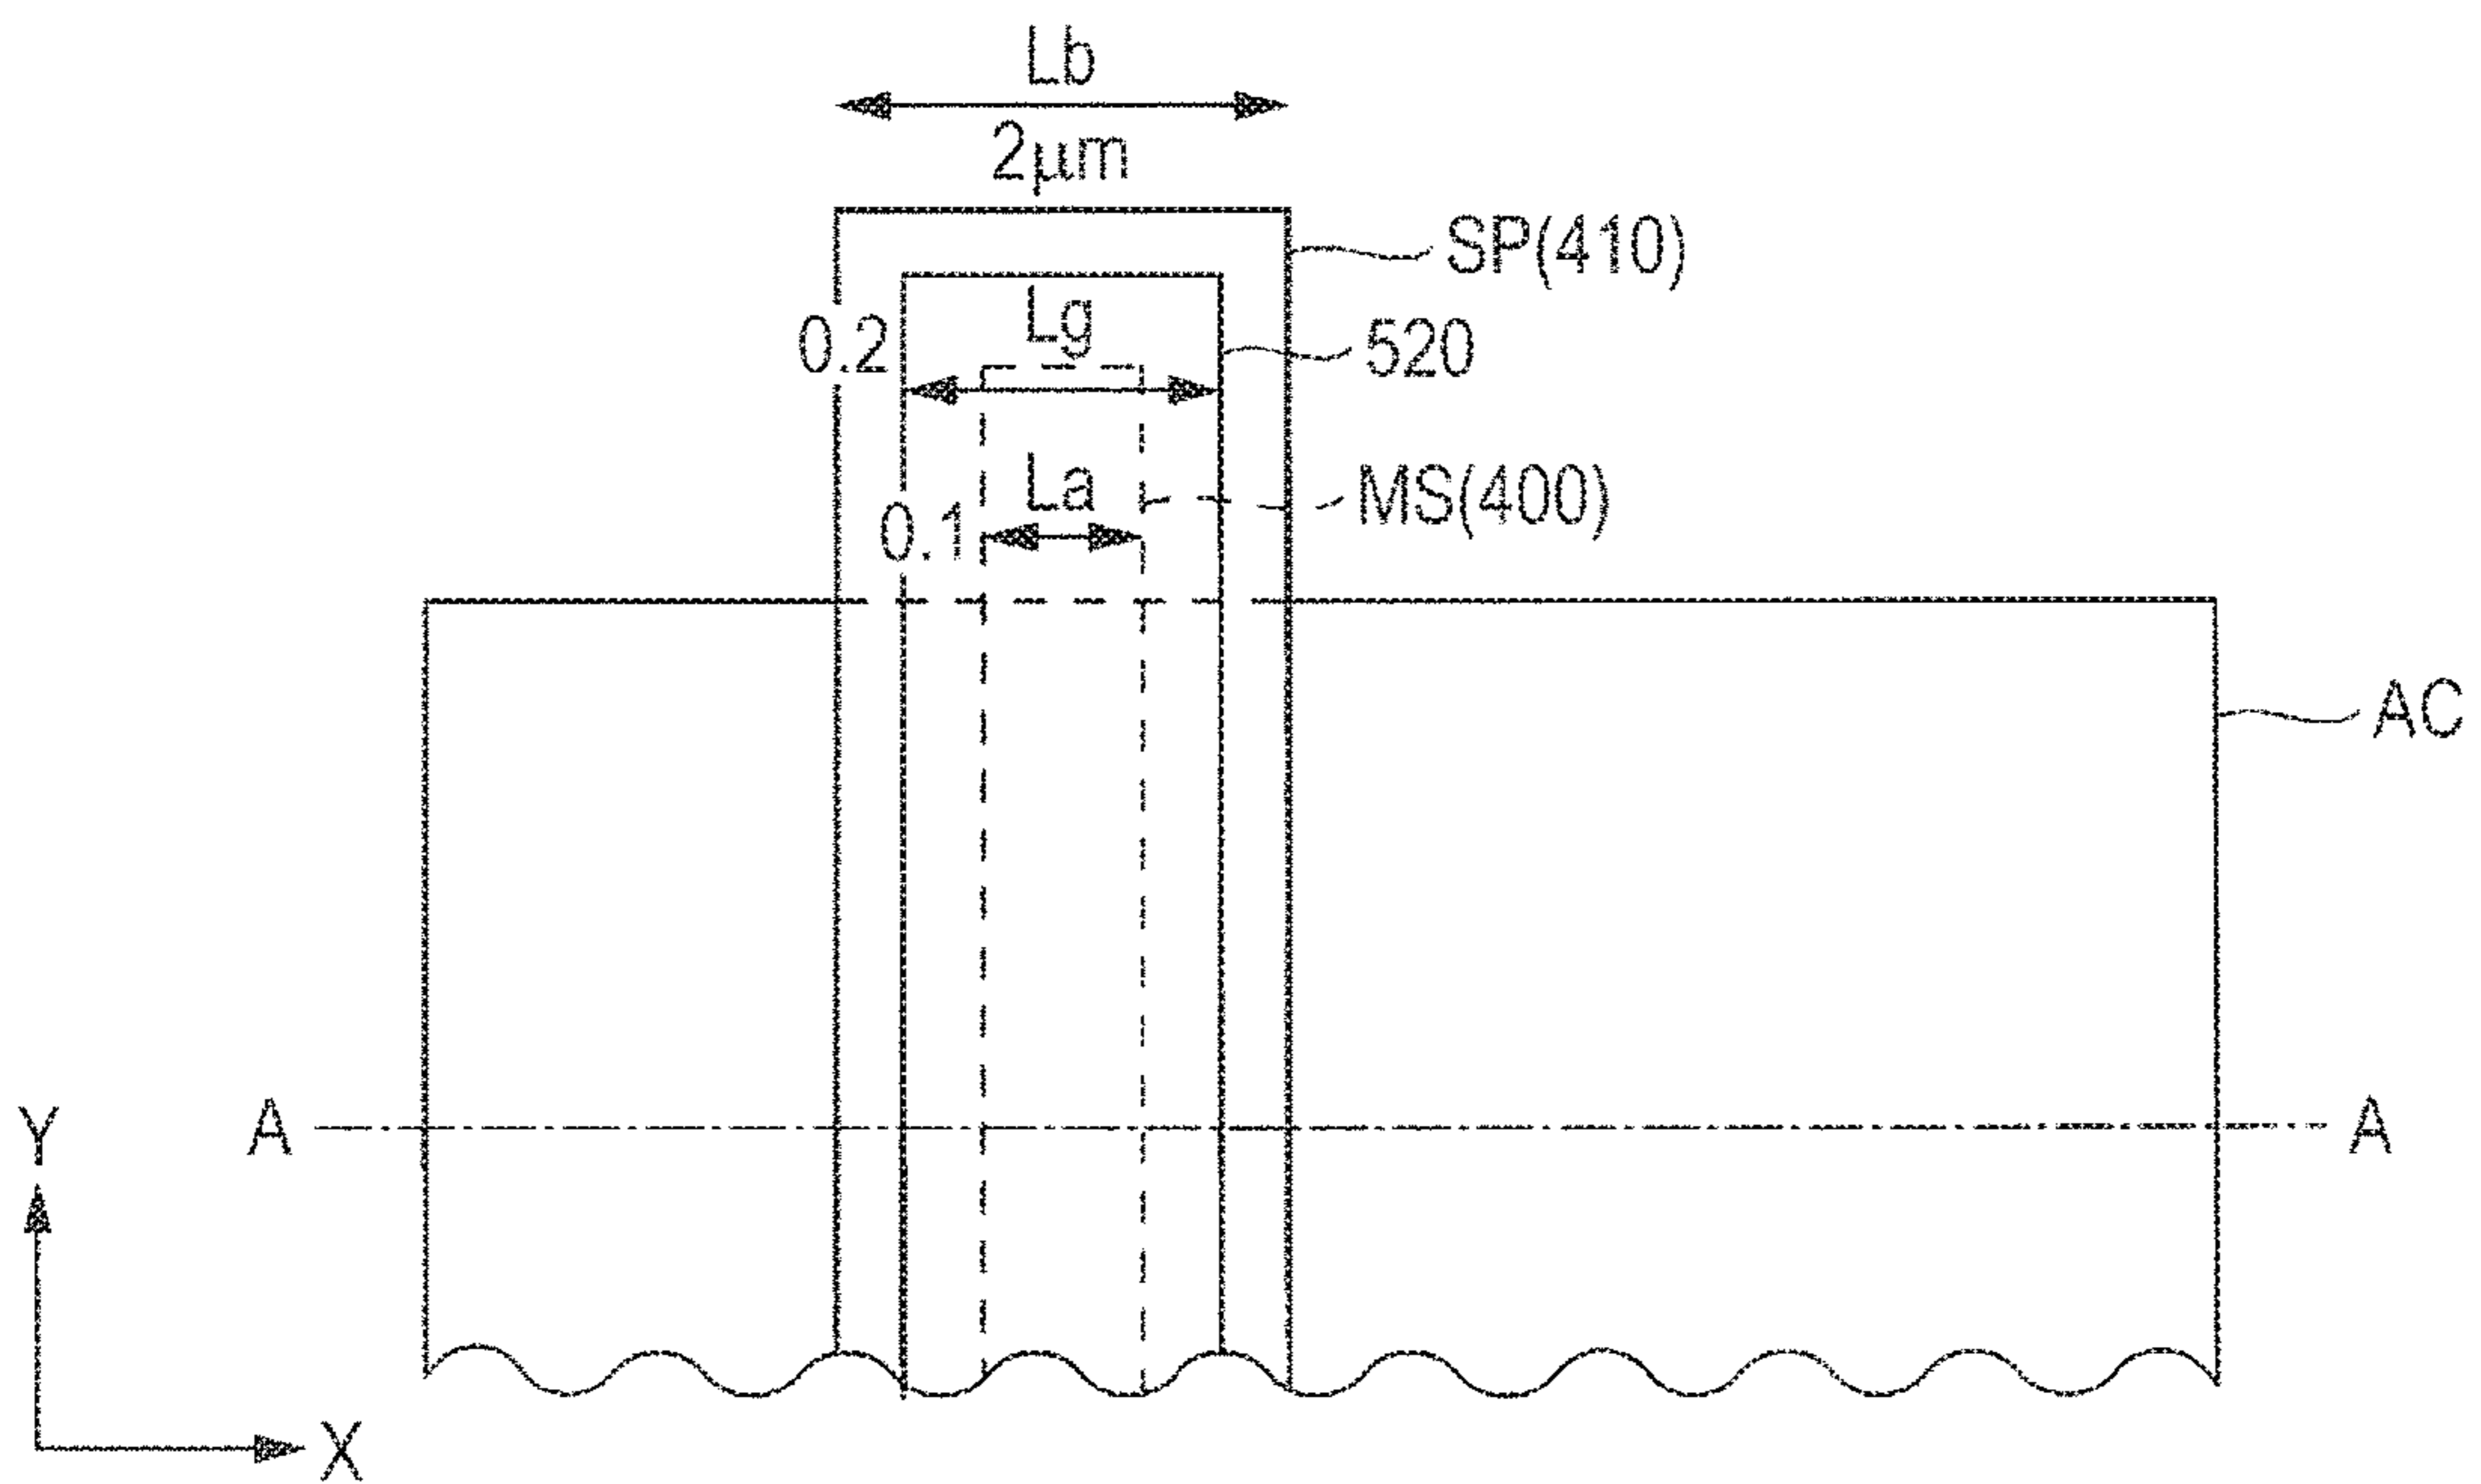 Lb
2μm
SP(410)
0.2
Lg
520
0.1
La
MS(400)
AC
A
A
Y
X